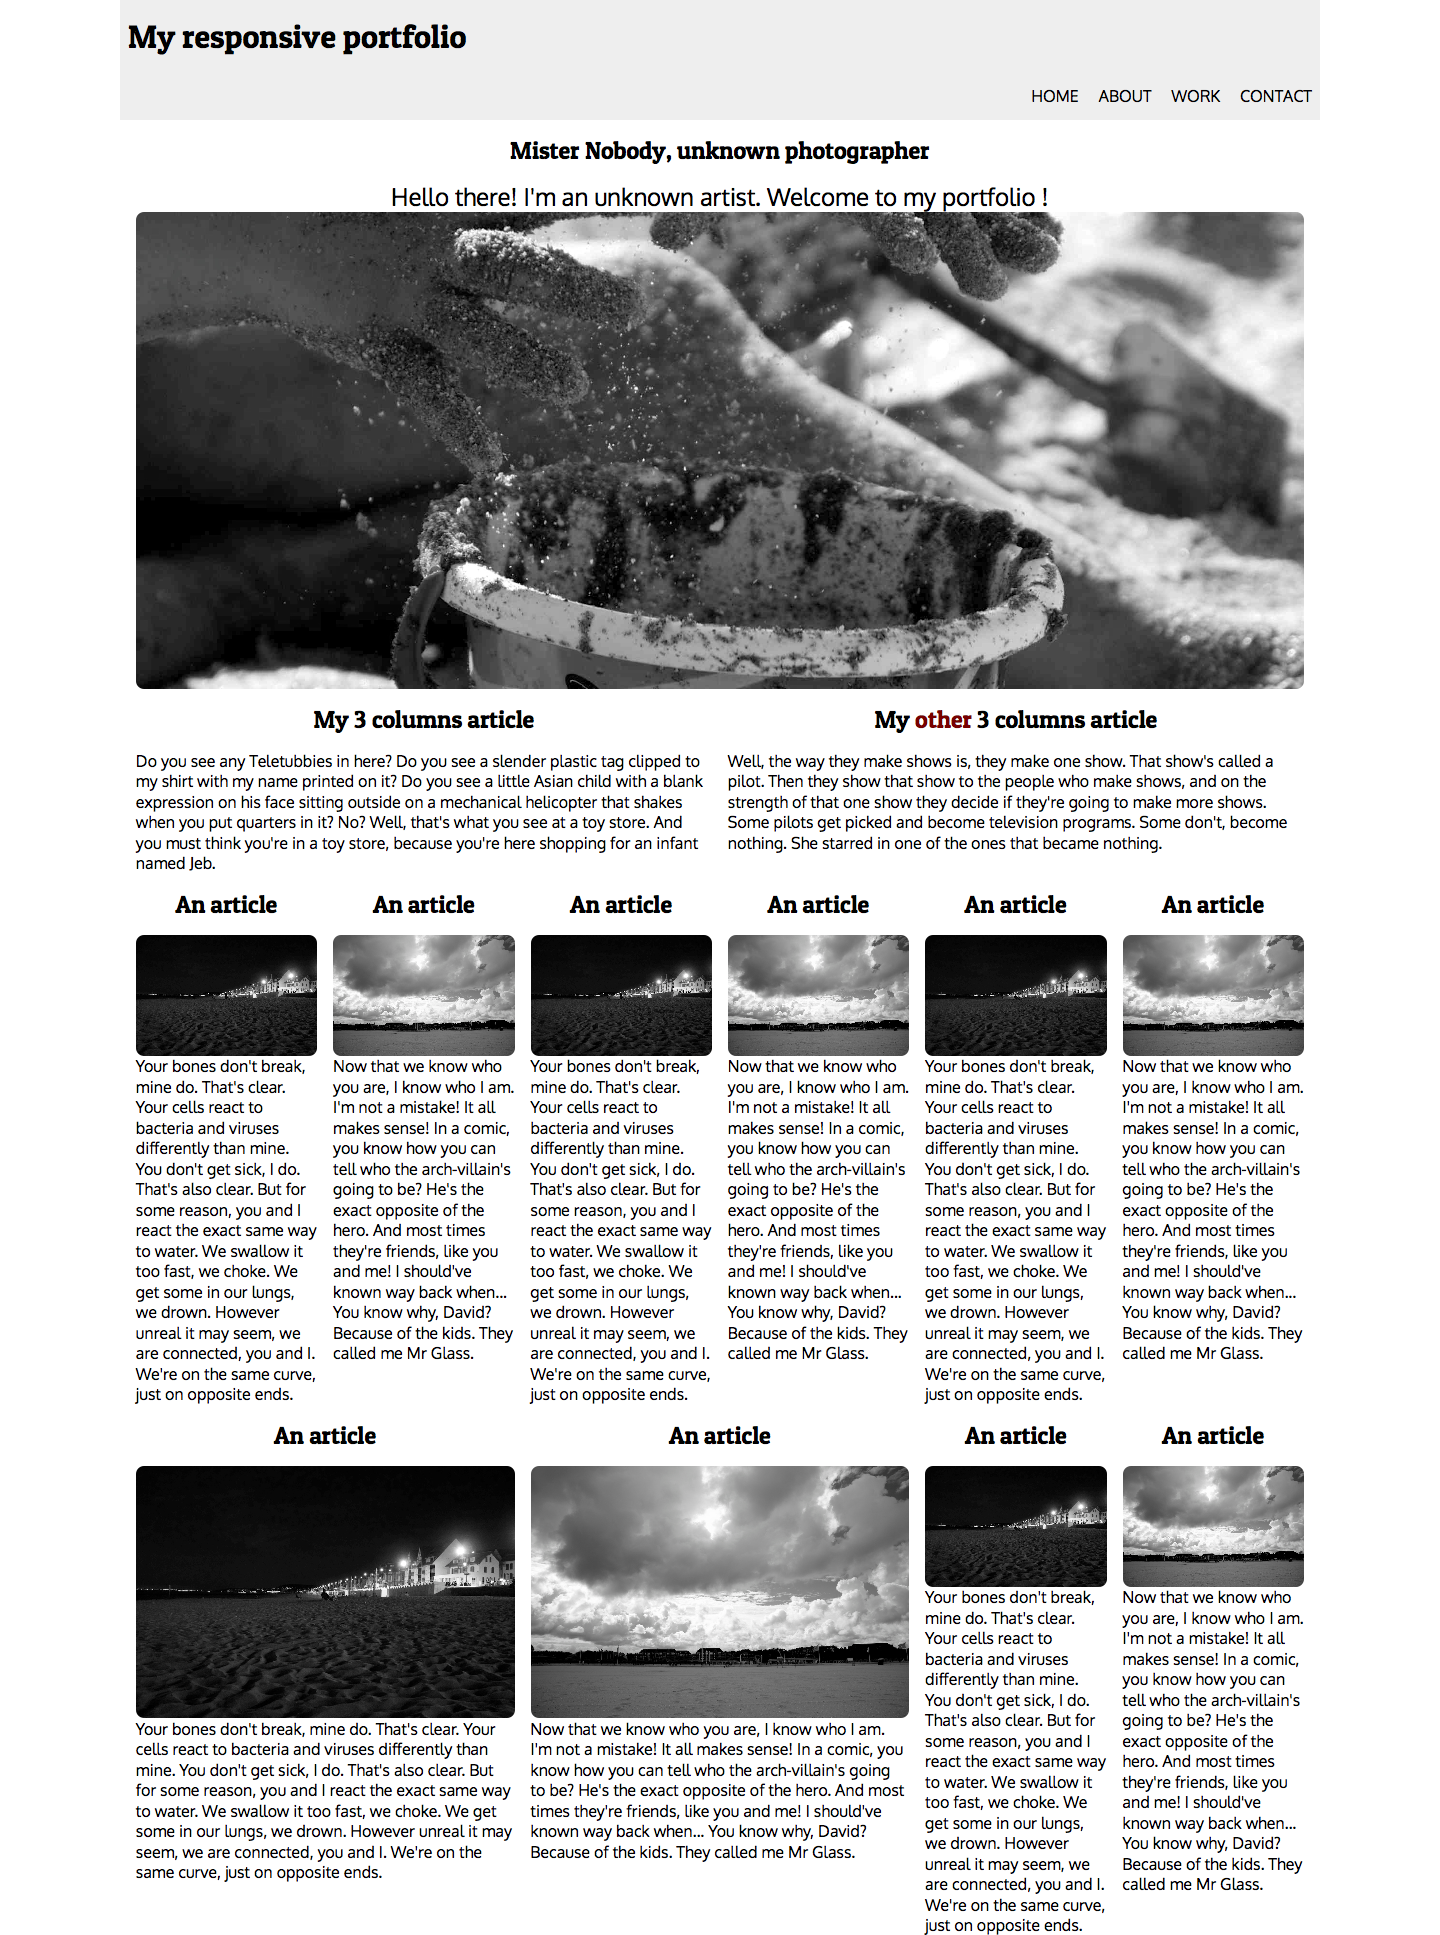 My responsive portfolio
HOME ABOUT WORK CONTACT
Mister Nobody, unknown photographer
Hello there! I'm an unknown artist. Welcome to my portfolio !
My 3 columns article
Do you see any Teletubbies in here? Do you see a slender plastic tag clipped to
my shirt with my name printed on it? Do you see a little Asian child with a blank
expression on his face sitting outside on a mechanical helicopter that shakes
when you put quarters in it? No? Well, that's what you see at a toy store. And
you must think you're in a toy store, because you're here shopping for an infant
named Jeb.
My other 3 columns article
Well, the way they make shows is, they make one show. That show's called a
pilot. Then they show that show to the people who make shows, and on the
strength of that one show they decide if they're going to make more shows.
Some pilots get picked and become television programs. Some don't, become
nothing. She starred in one of the ones that became nothing.
An article
Your bones don't break,
mine do. That's clear.
Your cells react to
bacteria and viruses
differently than mine.
You don't get sick, I do.
That's also clear. But for
some reason, you and I
react the exact same way
to water. We swallow it
too fast, we choke. We
get some in our lungs,
we drown. However
unreal it may seem, we
are connected, you and I.
We're on the same curve,
just on opposite ends.
An article
Now that we know who
you are, I know who I am.
I'm not a mistake! It all
makes sense! In a comic,
you know how you can
tell who the arch-villain's
going to be? He's the
exact opposite of the
hero. And most times
they're friends, like you
and me! I should've
known way back when...
You know why, David?
Because of the kids. They
called me Mr Glass.
An article
Your bones don't break,
mine do. That's clear.
Your cells react to
bacteria and viruses
differently than mine.
You don't get sick, I do.
That's also clear. But for
some reason, you and I
react the exact same way
to water. We swallow it
too fast, we choke. We
get some in our lungs,
we drown. However
unreal it may seem, we
are connected, you and I.
We're on the same curve,
just on opposite ends.
An article
Now that we know who
you are, I know who I am.
I'm not a mistake! It all
makes sense! In a comic,
you know how you can
tell who the arch-villain's
going to be? He's the
exact opposite of the
hero. And most times
they're friends, like you
and me! I should've
known way back when...
You know why, David?
Because of the kids. They
called me Mr Glass.
An article
Your bones don't break,
mine do. That's clear.
Your cells react to
bacteria and viruses
differently than mine.
You don't get sick, I do.
That's also clear. But for
some reason, you and I
react the exact same way
to water. We swallow it
too fast, we choke. We
get some in our lungs,
we drown. However
unreal it may seem, we
are connected, you and I.
We're on the same curve,
just on opposite ends.
An article
Now that we know who
you are, I know who I am.
I'm not a mistake! It all
makes sense! In a comic,
you know how you can
tell who the arch-villain's
going to be? He's the
exact opposite of the
hero. And most times
they're friends, like you
and me! I should've
known way back when...
You know why, David?
Because of the kids. They
called me Mr Glass.
An article
Your bones don't break, mine do. That's clear. Your
cells react to bacteria and viruses differently than
mine. You don't get sick, I do. That's also clear. But
for some reason, you and I react the exact same way
to water. We swallow it too fast, we choke. We get
some in our lungs, we drown. However unreal it may
seem, we are connected, you and I. We're on the
same curve, just on opposite ends.
An article
Now that we know who you are, I know who I am.
I'm not a mistake! It all makes sense! In a comic, you
know how you can tell who the arch-villain's going
to be? He's the exact opposite of the hero. And most
times they're friends, like you and me! I should've
known way back when... You know why, David?
Because of the kids. They called me Mr Glass.
An article
Your bones don't break,
mine do. That's clear.
Your cells react to
bacteria and viruses
differently than mine.
You don't get sick, I do.
That's also clear. But for
some reason, you and I
react the exact same way
to water. We swallow it
too fast, we choke. We
get some in our lungs,
we drown. However
unreal it may seem, we
are connected, you and I.
We're on the same curve,
just on opposite ends.
An article
Now that we know who
you are, I know who I am.
I'm not a mistake! It all
makes sense! In a comic,
you know how you can
tell who the arch-villain's
going to be? He's the
exact opposite of the
hero. And most times
they're friends, like you
and me! I should've
known way back when...
You know why, David?
Because of the kids. They
called me Mr Glass.